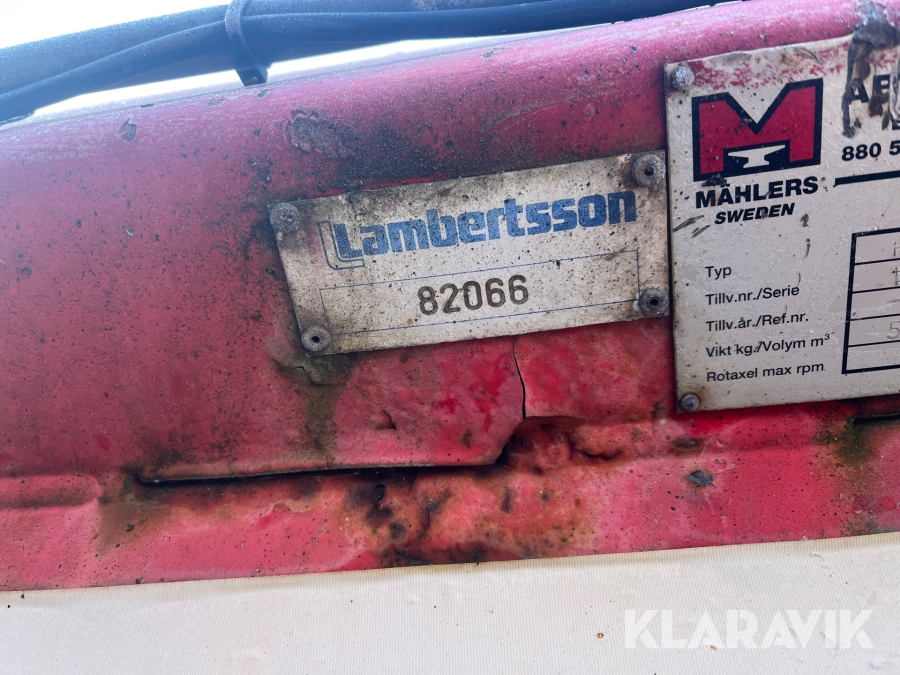 Lambertsson
82066
MÄHLERS
SWEDEN
880 5
Typ
Tillv.nr./Serie
Tillv.år./Ref.nr.
Vikt kg./Volym m³
5
Rotaxel max rpm
KLARAVIK